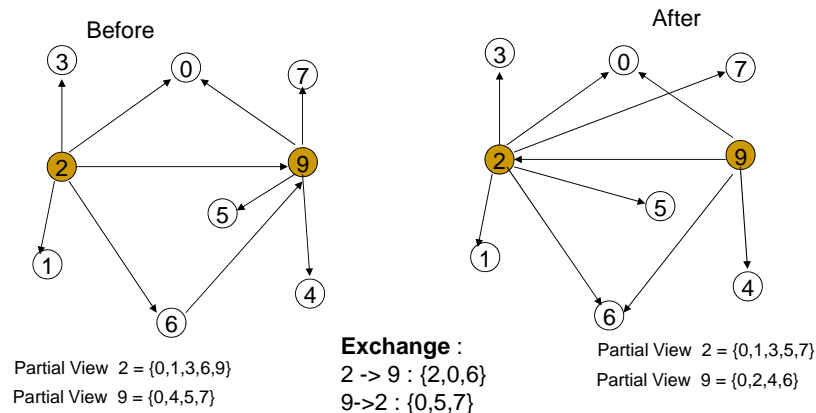 Before
3
0
7
2
9
5
1
4
6
Partial View 2 = {0,1,3,6,9}
Partial View 9 = {0,4,5,7}
Exchange :
2 -> 9 : {2,0,6}
9->2 : {0,5,7}
After
3
0
7
2
9
5
1
4
6
Partial View 2 = {0,1,3,5,7}
Partial View 9 = {0,2,4,6}